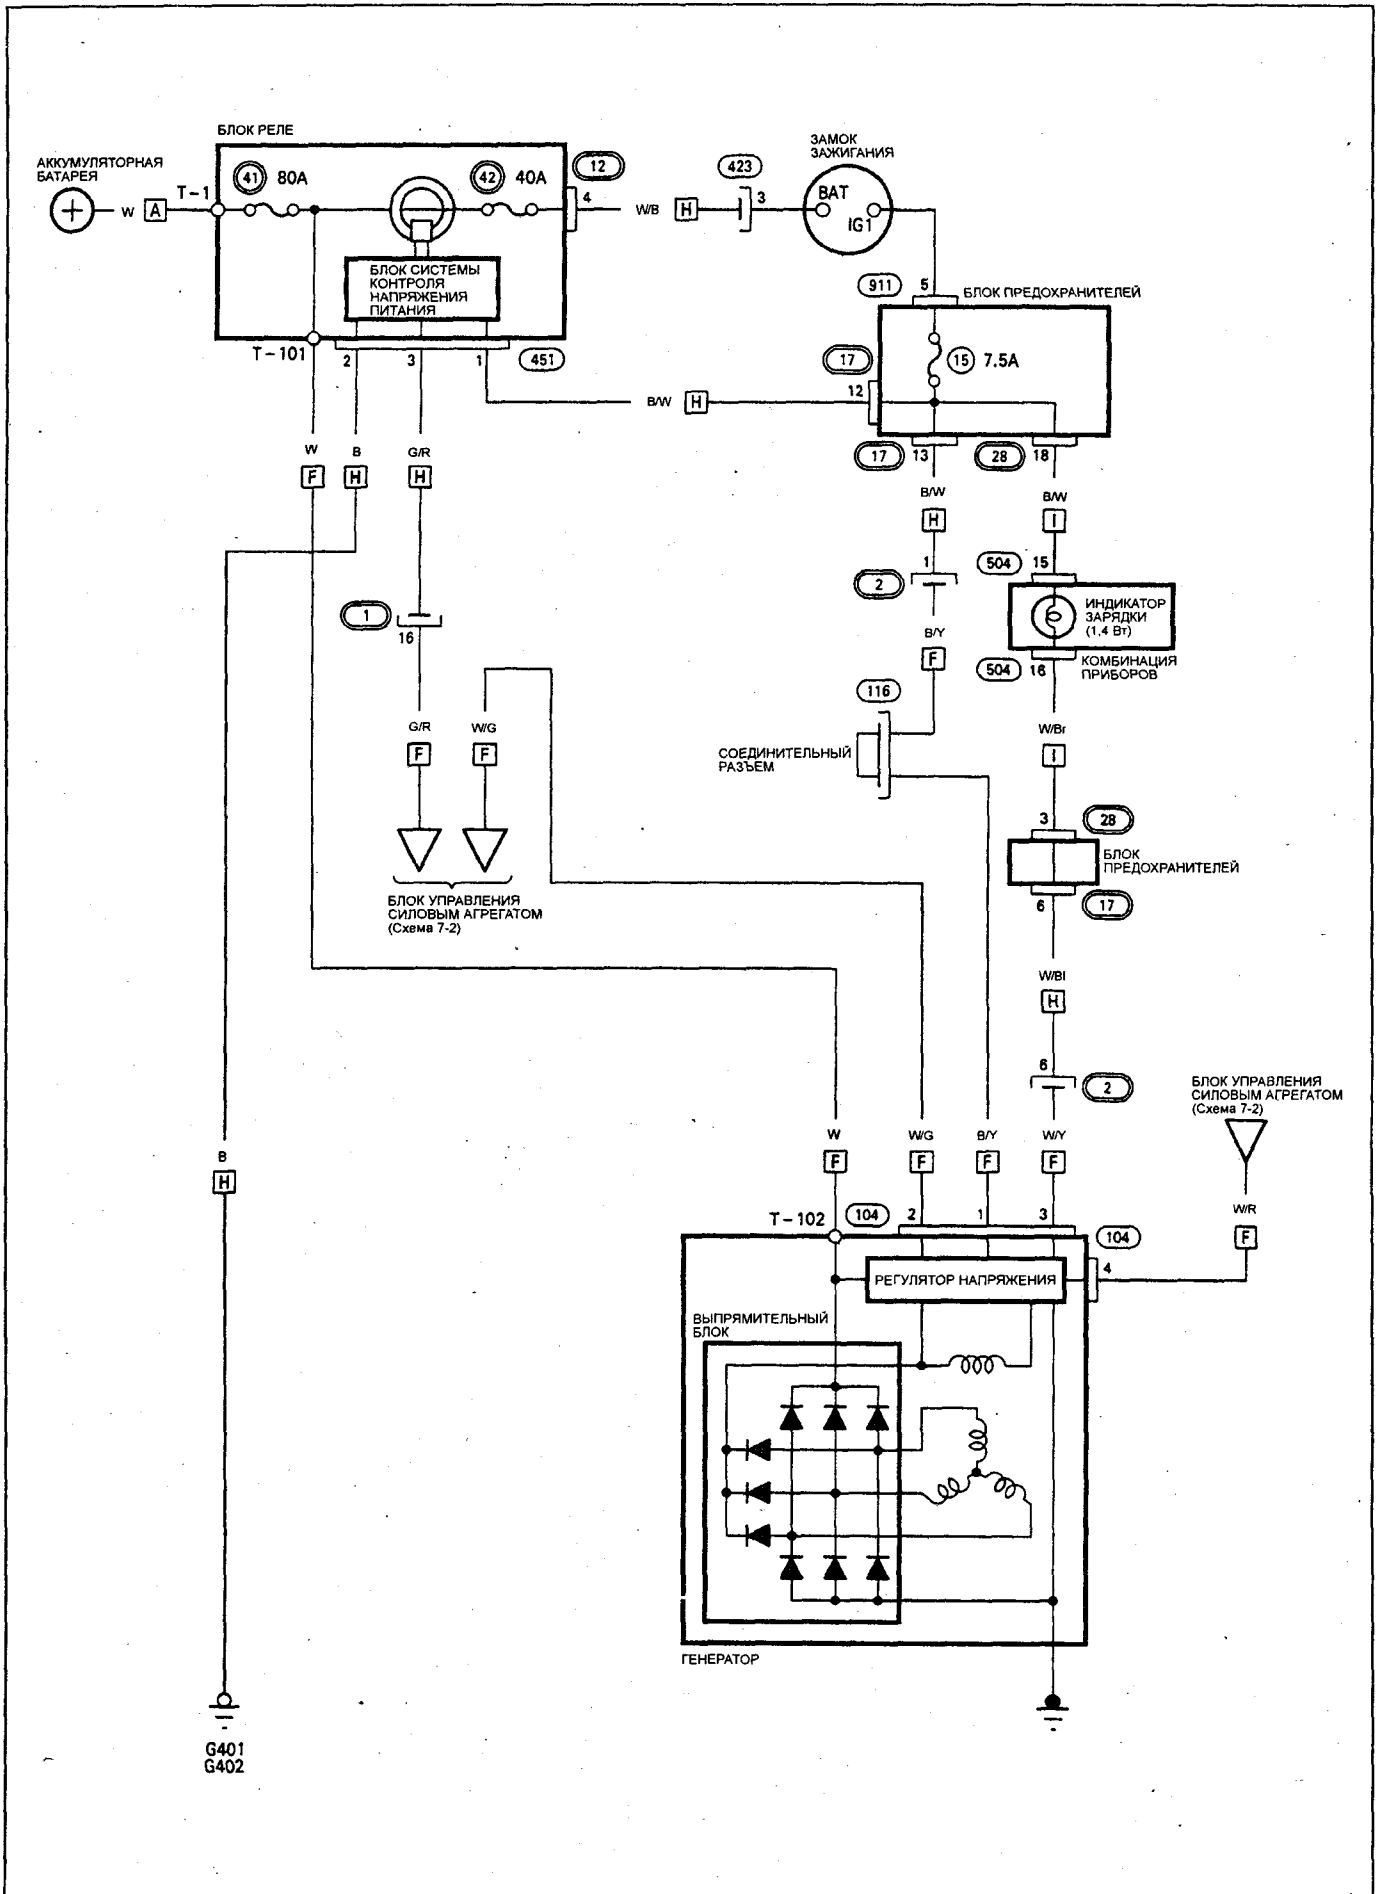 БЛОК РЕЛЕ
АККУМУЛЯТОРНАЯ
БАТАРЕЯ
W
A
T-1
41
80A
42
40A
12
4
БЛОК СИСТЕМЫ
КОНТРОЛЯ
НАПРЯЖЕНИЯ
ПИТАНИЯ
W/B
H
423
3
ЗАМОК
ЗАЖИГАНИЯ
BAT
IG1
911
5
БЛОК ПРЕДОХРАНИТЕЛЕЙ
15
7.5A
17
12
T-101
2
3
1
451
B/W
H
17
13
28
18
W
F
B
H
G/R
H
B/W
H
B/W
I
1
2
504
15
ИНДИКАТОР
ЗАРЯДКИ
(1,4 Вт)
504
16
КОМБИНАЦИЯ
ПРИБОРОВ
1
16
B/Y
F
116
СОЕДИНИТЕЛЬНЫЙ
РАЗЪЕМ
G/R
F
W/G
F
W/Br
I
3
28
БЛОК
ПРЕДОХРАНИТЕЛЕЙ
6
17
БЛОК УПРАВЛЕНИЯ
СИЛОВЫМ АГРЕГАТОМ
(Схема 7-2)
W/Bl
H
6
2
БЛОК УПРАВЛЕНИЯ
СИЛОВЫМ АГРЕГАТОМ
(Схема 7-2)
B
H
W
F
W/G
F
B/Y
F
W/Y
F
W/R
F
T-102
104
2
1
3
104
4
РЕГУЛЯТОР НАПРЯЖЕНИЯ
ВЫПРЯМИТЕЛЬНЫЙ
БЛОК
ГЕНЕРАТОР
G401
G402